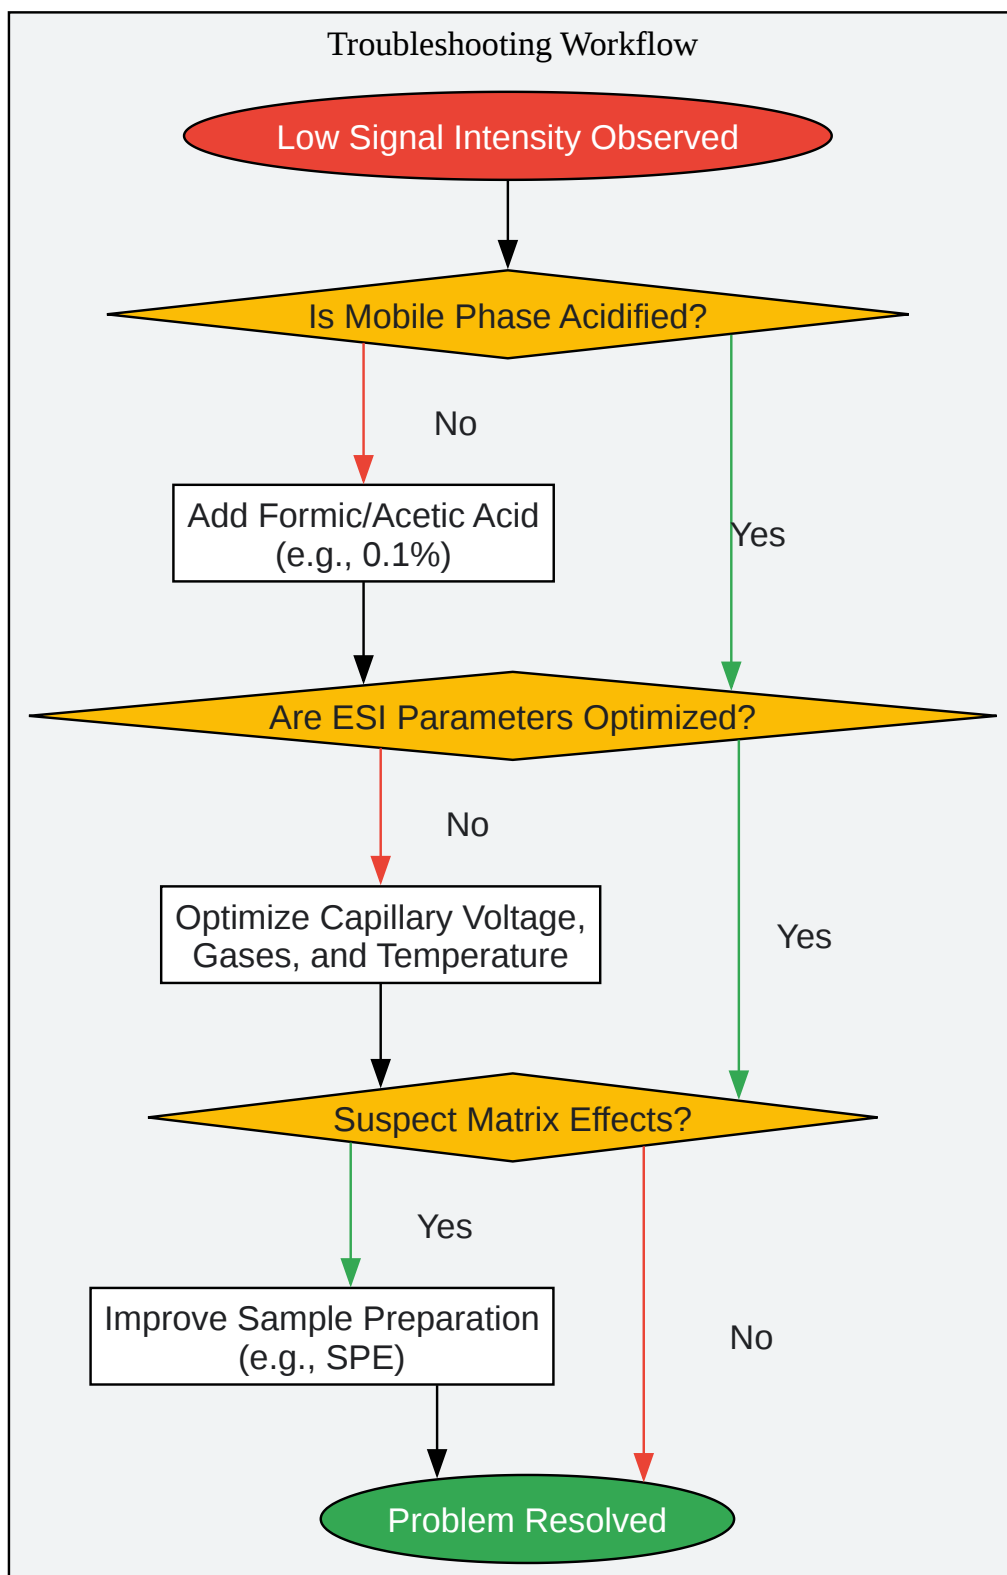 Troubleshooting Workflow
Low Signal Intensity Observed
Is Mobile Phase Acidified?
No
Add Formic/Acetic Acid
(e.g., 0.1%)
Yes
Are ESI Parameters Optimized?
No
Optimize Capillary Voltage,
Gases, and Temperature
Yes
Suspect Matrix Effects?
Yes
Improve Sample Preparation
(e.g., SPE)
No
Problem Resolved